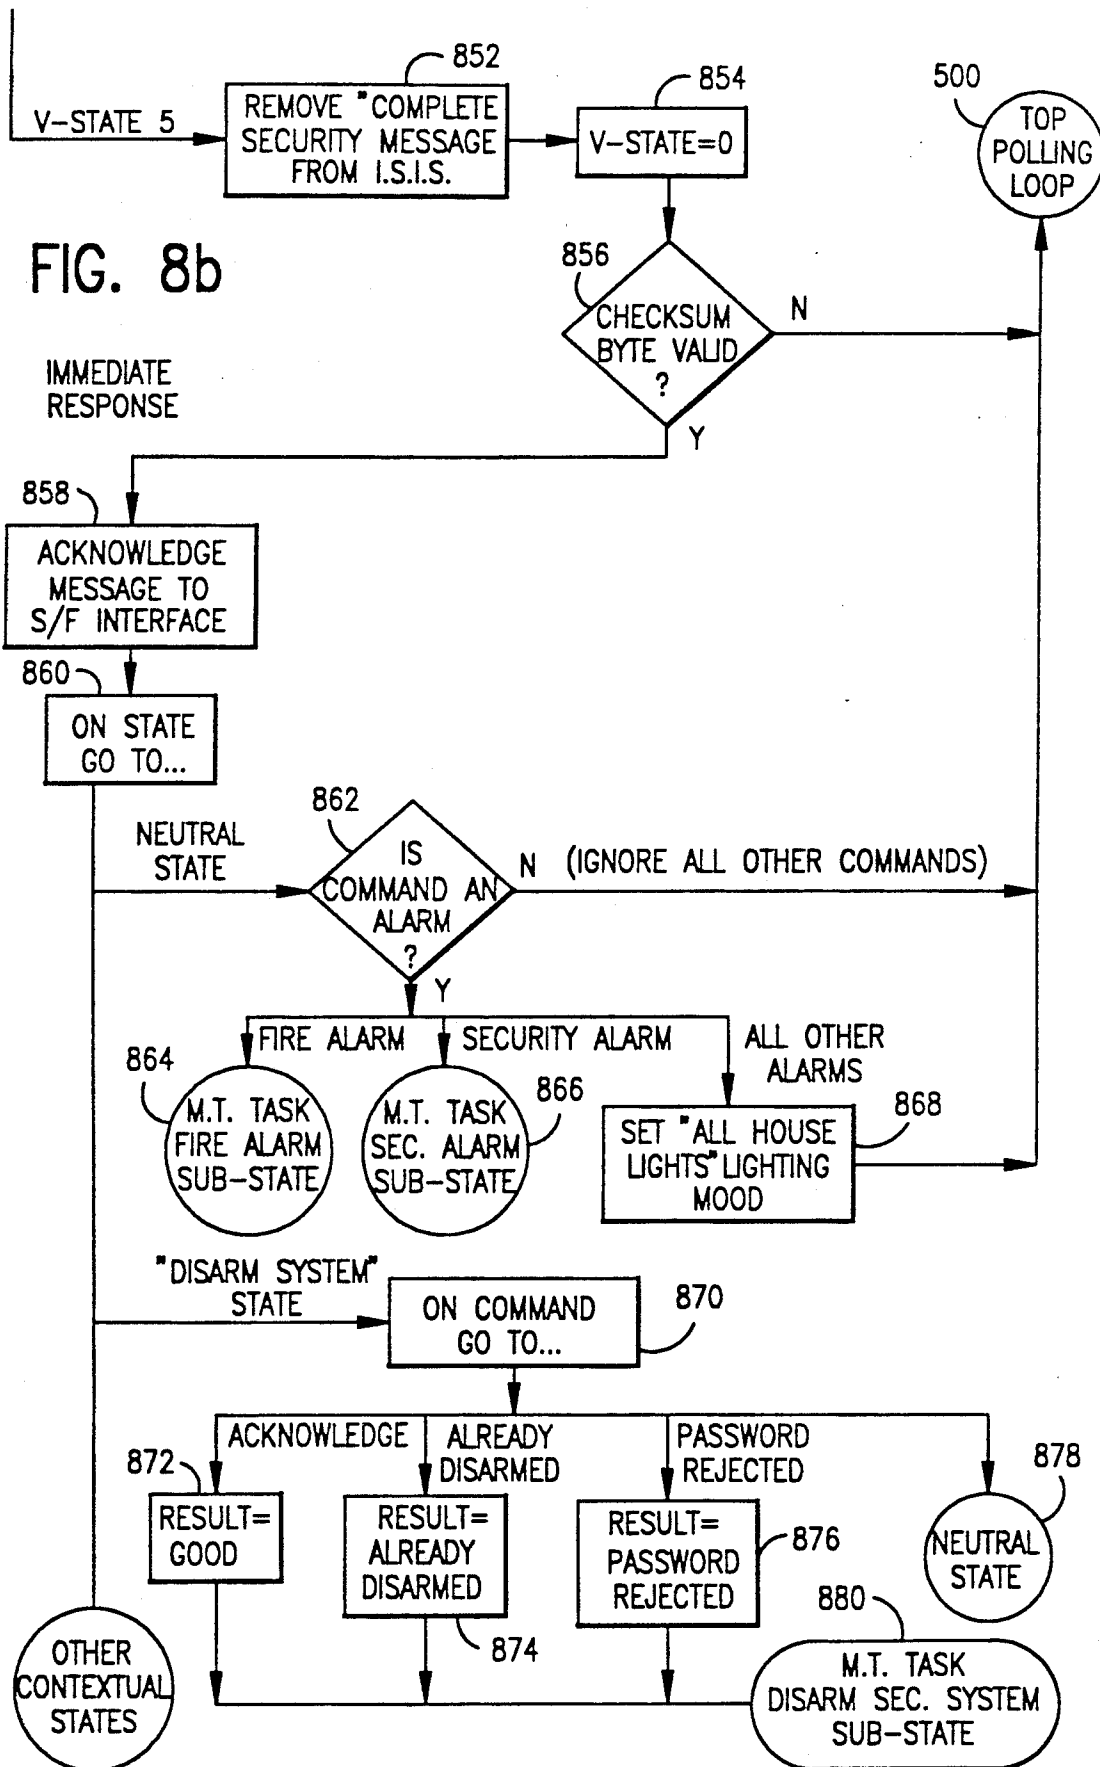 852
854
500
V-STATE 5
REMOVE "COMPLETE
SECURITY MESSAGE
FROM I.S.I.S.
V-STATE=0
TOP
POLLING
LOOP
FIG. 8b
856
CHECKSUM
BYTE VALID
?
N
Y
IMMEDIATE
RESPONSE
858
ACKNOWLEDGE
MESSAGE TO
S/F INTERFACE
860
ON STATE
GO TO...
NEUTRAL
STATE
862
IS
COMMAND AN
ALARM
?
N
(IGNORE ALL OTHER COMMANDS)
Y
FIRE ALARM
SECURITY ALARM
ALL OTHER
ALARMS
864
M.T. TASK
FIRE ALARM
SUB-STATE
866
M.T. TASK
SEC. ALARM
SUB-STATE
868
SET "ALL HOUSE
LIGHTS" LIGHTING
MOOD
"DISARM SYSTEM"
STATE
ON COMMAND
GO TO...
870
ACKNOWLEDGE
ALREADY
DISARMED
PASSWORD
REJECTED
872
RESULT=
GOOD
RESULT=
ALREADY
DISARMED
874
RESULT=
PASSWORD
REJECTED
876
878
NEUTRAL
STATE
880
M.T. TASK
DISARM SEC. SYSTEM
SUB-STATE
OTHER
CONTEXTUAL
STATES